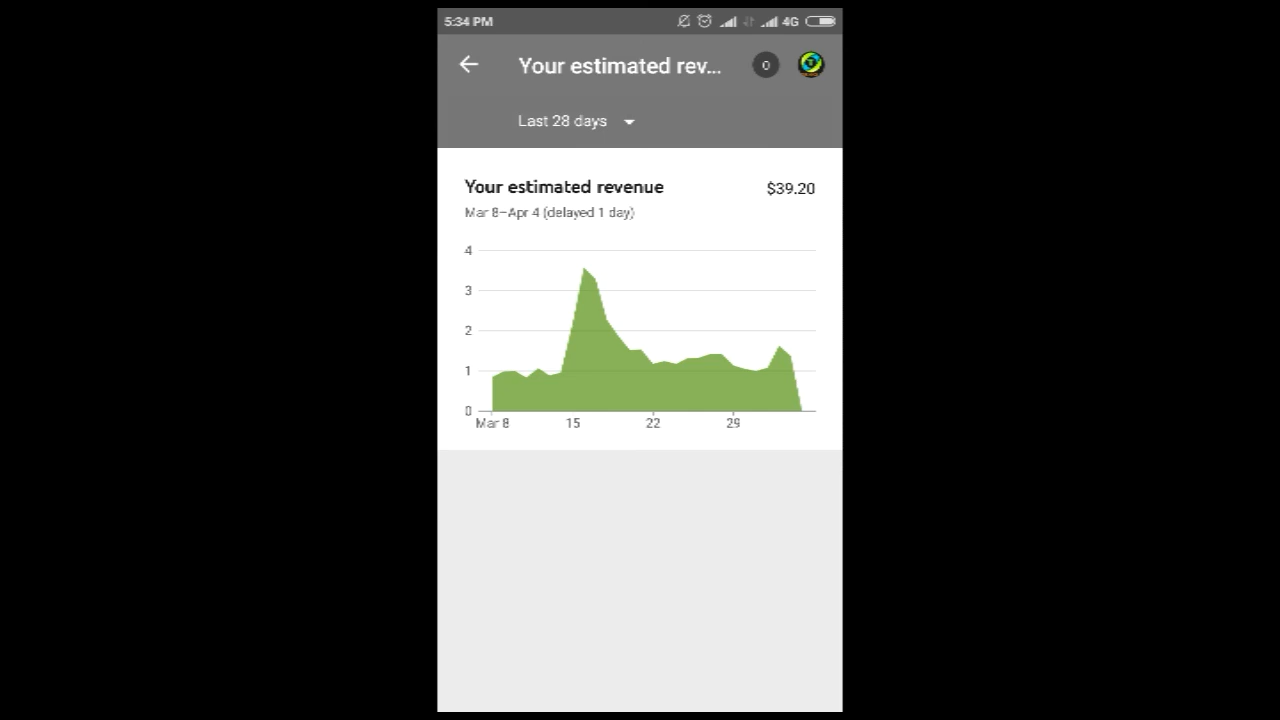 5:34 PM 4G
Your estimated rev... 0
Last 28 days
Your estimated revenue $39.20
Mar 8–Apr 4 (delayed 1 day)
4
3
2
1
0
Mar 8 15 22 29